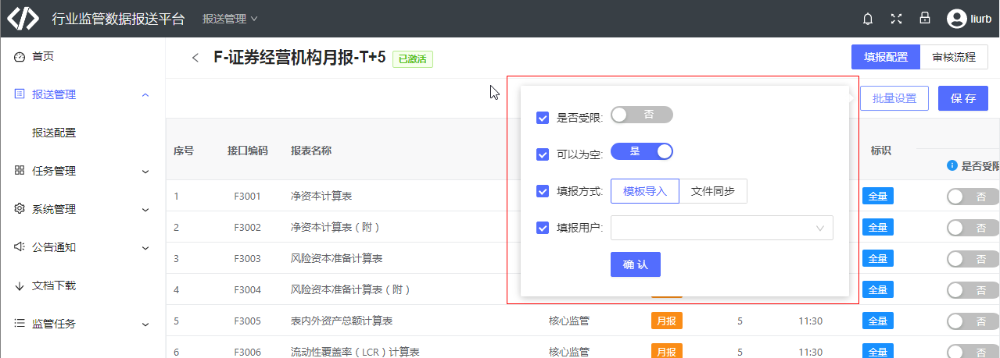 行业监管数据报送平台 报送管理 liurb
首页
F-证券经营机构月报-T+5 已激活 填报配置 审核流程
报送管理
批量设置 保 存
报送配置
任务管理
系统管理
公告通知
文档下载
监管任务
是否受限: 否
可以为空: 是
填报方式: 模板导入 文件同步
填报用户:
确 认
序号 接口编码 报表名称 标识 是否受限
1 F3001 净资本计算表 全量 否
2 F3002 净资本计算表（附） 全量 否
3 F3003 风险资本准备计算表 全量 否
4 F3004 风险资本准备计算表（附） 全量 否
5 F3005 表内外资产总额计算表 核心监管 月报 5 11:30 全量 否
6 F3006 流动性覆盖率（LCR）计算表 核心监管 月报 5 11:30 全量 否